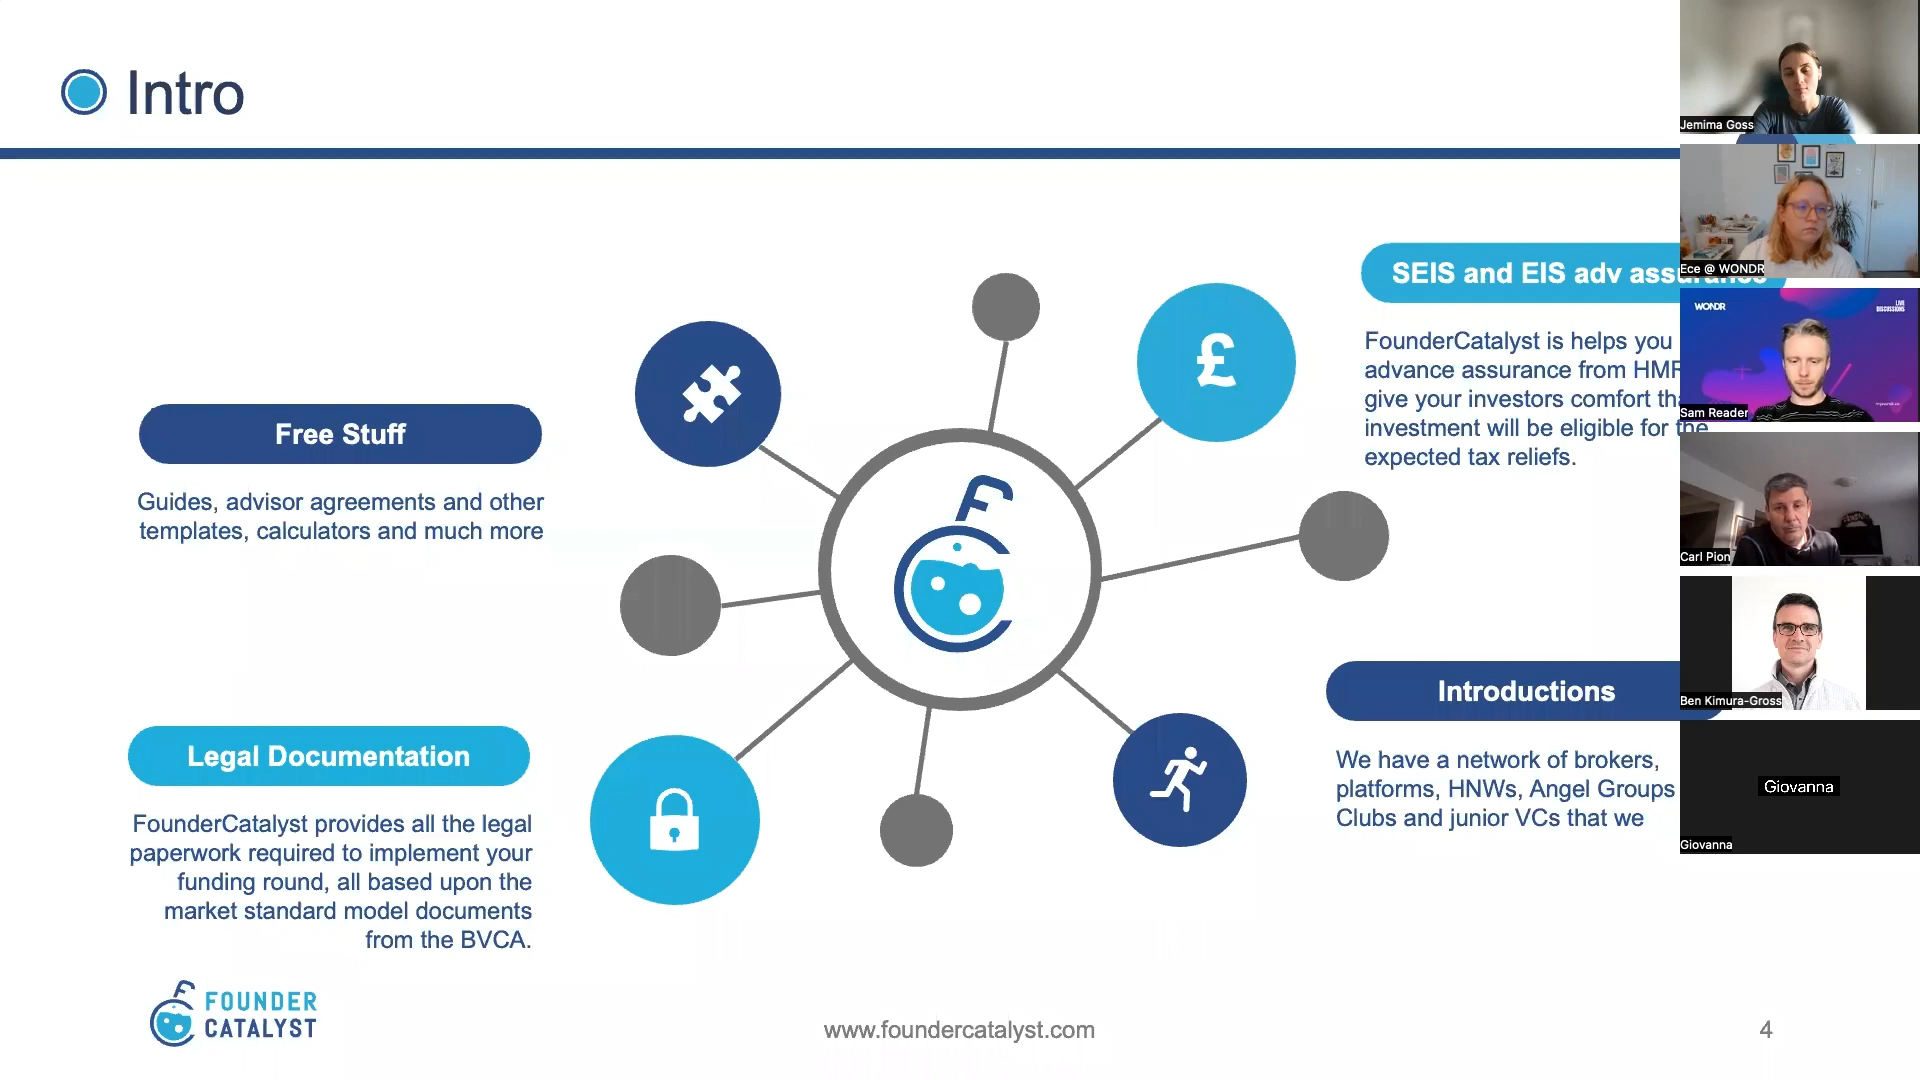 Intro
Free Stuff
Guides, advisor agreements and other
templates, calculators and much more
Legal Documentation
FounderCatalyst provides all the legal
paperwork required to implement your
funding round, all based upon the
market standard model documents
from the BVCA.
£
SEIS and EIS adv assurance
FounderCatalyst is helps you
advance assurance from
give your investors comfort
investment will be eligible for the
expected tax reliefs.
Introductions
We have a network of brokers,
platforms, HNWs, Angel Groups
Clubs and junior VCs that we
FOUNDER
CATALYST
www.foundercatalyst.com
4
Jemima Goss
Ece @ WONDR
WONDR
LIVE
DISCUSSIONS
Sam Reader
Carl Pion
Ben Kimura-Gross
Giovanna
Giovanna